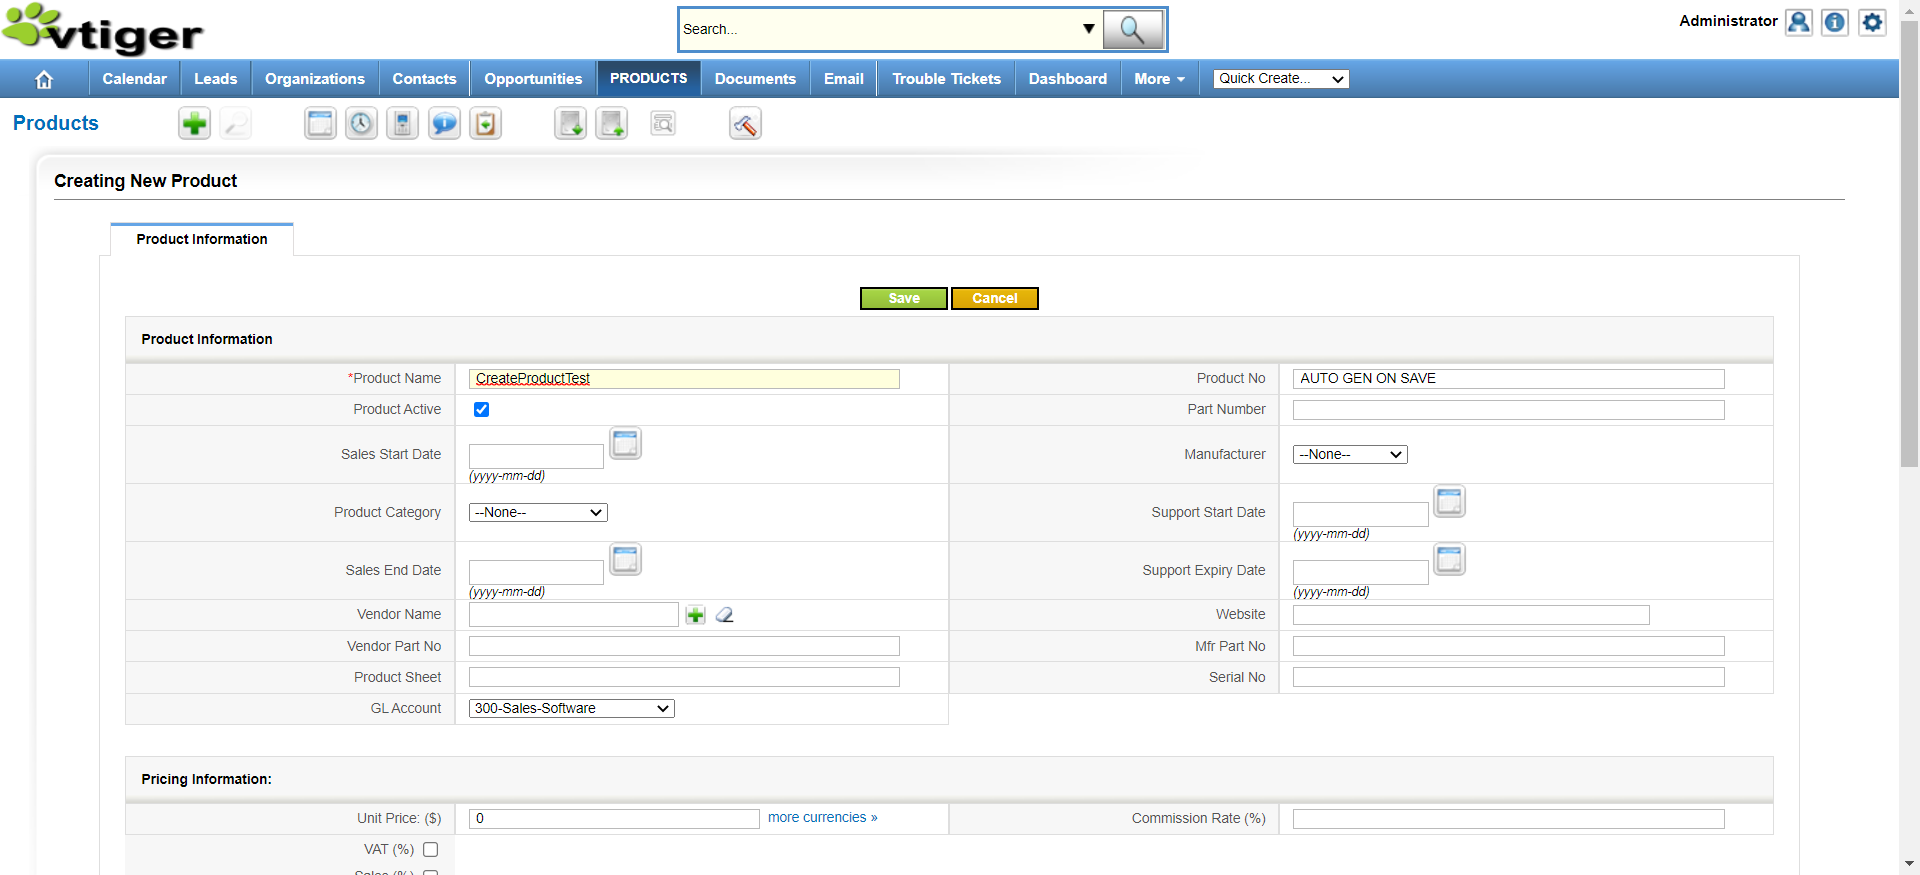 vtiger
Search...
Administrator
Calendar
Leads
Organizations
Contacts
Opportunities
PRODUCTS
Documents
Email
Trouble Tickets
Dashboard
More
Quick Create...
Products
Creating New Product
Product Information
Save
Cancel
Product Information
*Product Name
CreateProductTest
Product No
AUTO GEN ON SAVE
Product Active
Part Number
Sales Start Date
(yyyy-mm-dd)
Manufacturer
--None--
Product Category
--None--
Support Start Date
(yyyy-mm-dd)
Sales End Date
(yyyy-mm-dd)
Support Expiry Date
(yyyy-mm-dd)
Vendor Name
Website
Vendor Part No
Mfr Part No
Product Sheet
Serial No
GL Account
300-Sales-Software
Pricing Information:
Unit Price: ($)
0
more currencies »
Commission Rate (%)
VAT (%)
Sales (%)